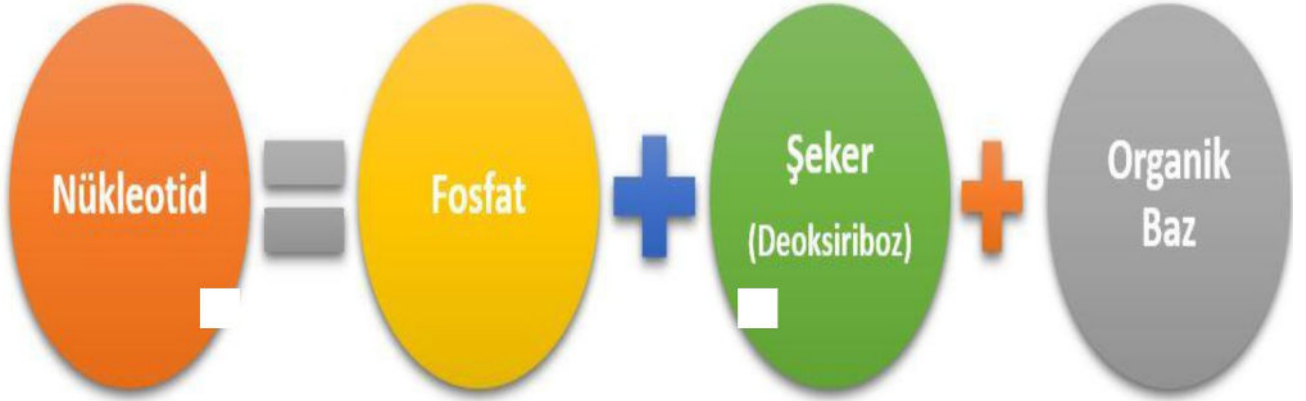 Nükleotid
Fosfat
Şeker
(Deoksiriboz)
Organik
Baz